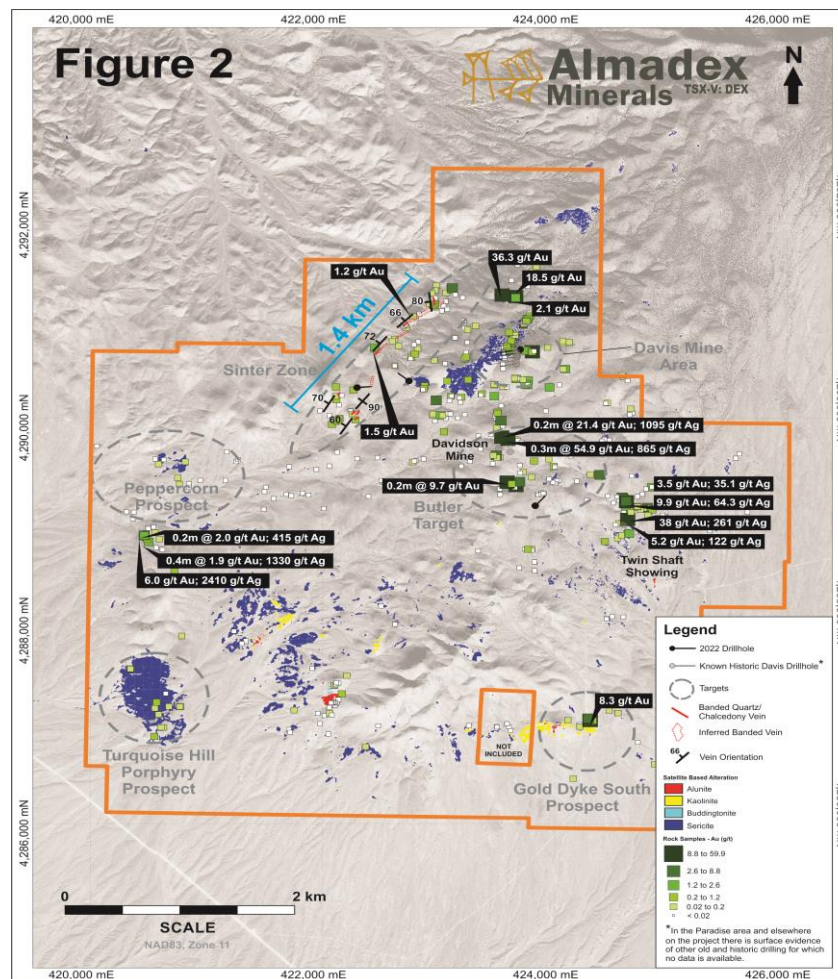 420,000 mE
422,000 mE
424,000 mE
426,000 mE
Figure 2
Almadex
Minerals
TSX-V: DEX
N
4,292,000 mN
36.3 g/t Au
18.5 g/t Au
1.2 g/t Au
2.1 g/t Au
80
66
1.4 km
72
Sinter Zone
Davis Mine
Area
70
90
60
1.5 g/t Au
4,290,000 mN
0.2m @ 21.4 g/t Au; 1095 g/t Ag
Davidson
Mine
0.3m @ 54.9 g/t Au; 865 g/t Ag
Peppercorn
Prospect
0.2m @ 9.7 g/t Au
Butler
Target
3.5 g/t Au; 35.1 g/t Ag
9.9 g/t Au; 64.3 g/t Ag
38 g/t Au; 261 g/t Ag
5.2 g/t Au; 122 g/t Ag
Twin Shaft
Showing
0.2m @ 2.0 g/t Au; 415 g/t Ag
0.4m @ 1.9 g/t Au; 1330 g/t Ag
6.0 g/t Au; 2410 g/t Ag
4,288,000 mN
8.3 g/t Au
NOT
INCLUDED
Turquoise Hill
Porphyry
Prospect
Gold Dyke South
Prospect
4,286,000 mN
Legend
2022 Drillhole
Known Historic Davis Drillhole*
Targets
Banded Quartz/
Chalcedony Vein
Inferred Banded Vein
66
Vein Orientation
Satellite Based Alteration
Alunite
Kaolinite
Buddingtonite
Sericite
Rock Samples - Au (g/t)
8.8 to 59.9
2.6 to 8.8
1.2 to 2.6
0.2 to 1.2
0.02 to 0.2
< 0.02
*In the Paradise area and elsewhere
on the project there is surface evidence
of other old and historic drilling for which
no data is available.
0
2 km
SCALE
NAD83, Zone 11
420,000 mE
422,000 mE
424,000 mE
426,000 mE